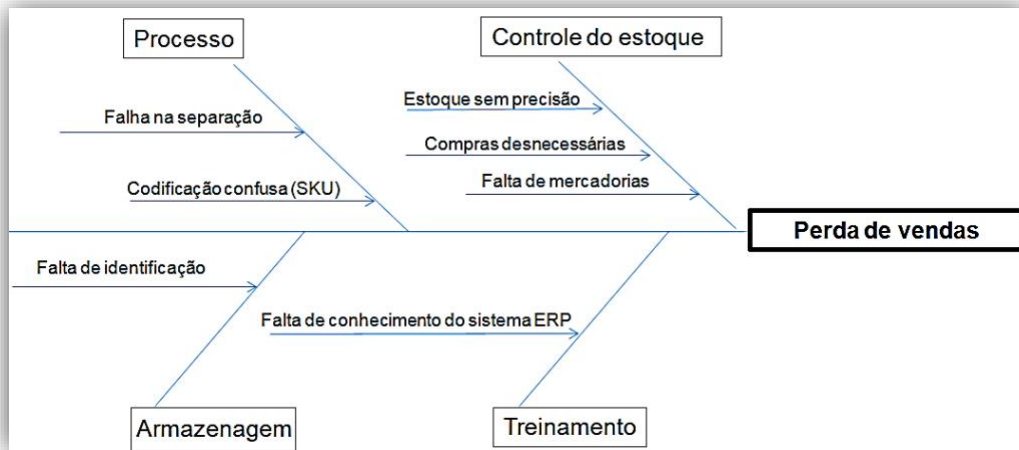 Processo
Controle do estoque
Falha na separação
Codificação confusa (SKU)
Estoque sem precisão
Compras desnecessárias
Falta de mercadorias
Perda de vendas
Falta de identificação
Falta de conhecimento do sistema ERP
Armazenagem
Treinamento